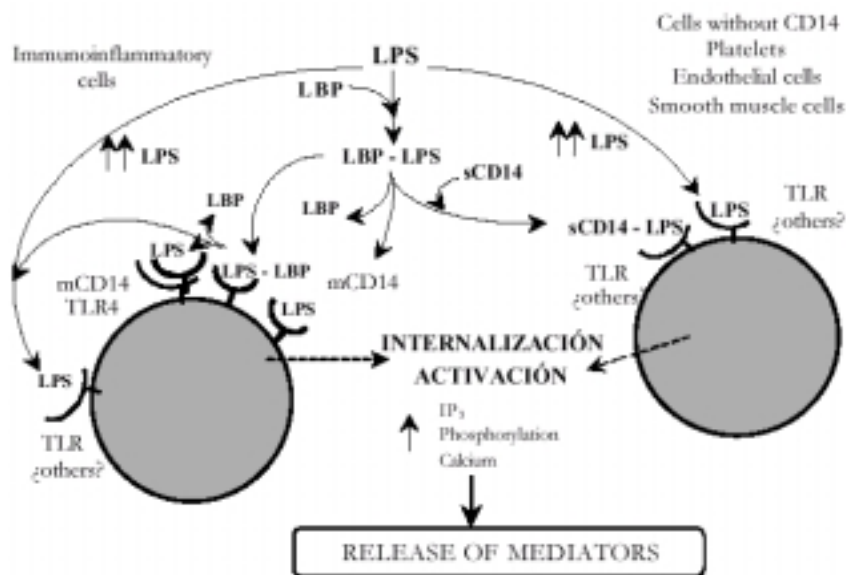 Immunoinflammatory
cells
LPS
LBP
Cells without CD14
Platelets
Endothelial cells
Smooth muscle cells
LPS
LPS
LBP - LPS
sCD14
LBP
LBP
mCD14
sCD14 - LPS
LPS
TLR
¿others?
TLR
¿others?
LPS
LPS - LBP
mCD14
TLR4
LPS
LPS
TLR
¿others?
INTERNALIZACIÓN
ACTIVACIÓN
IP₃
Phosphorylation
Calcium
RELEASE OF MEDIATORS